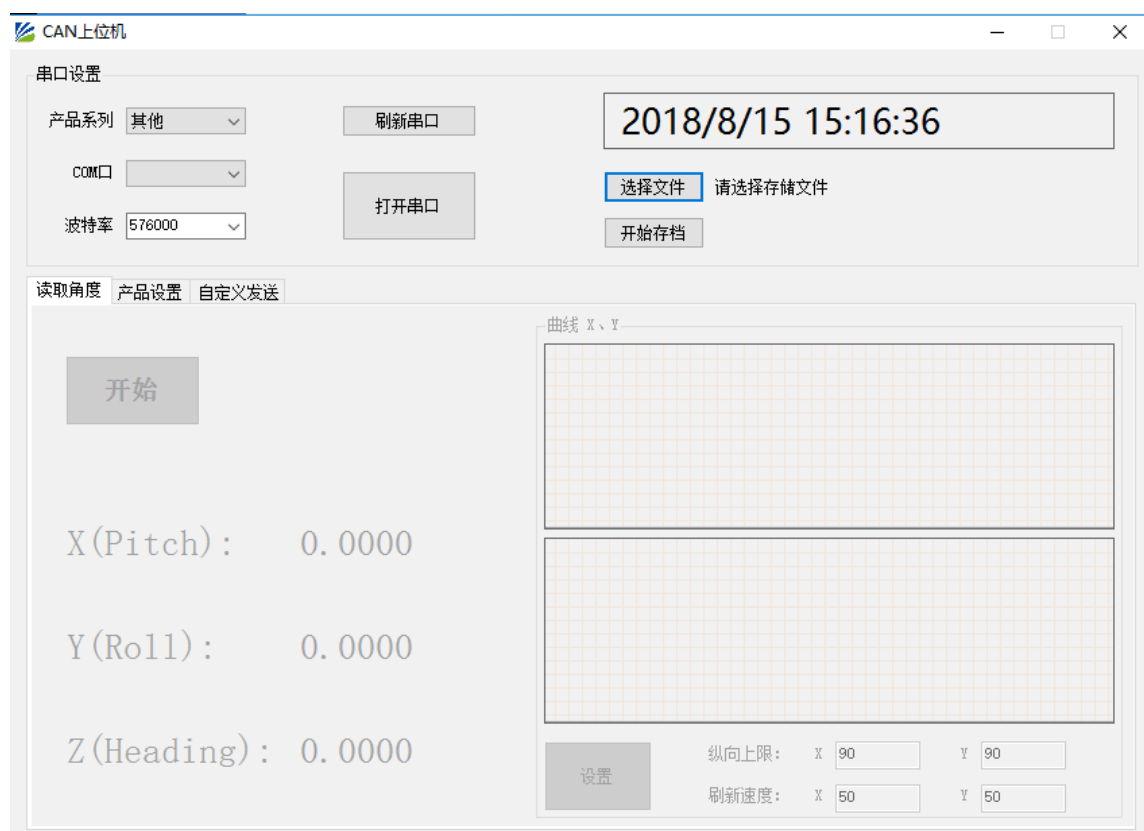 CAN上位机
串口设置
产品系列 其他 刷新串口 2018/8/15 15:16:36
COM口 选择文件 请选择存储文件
波特率 576000 打开串口 开始存档
读取角度 产品设置 自定义发送
曲线 X、Y
开始
X(Pitch): 0.0000
Y(Roll): 0.0000
Z(Heading): 0.0000
设置 纵向上限: X 90 Y 90
刷新速度: X 50 Y 50